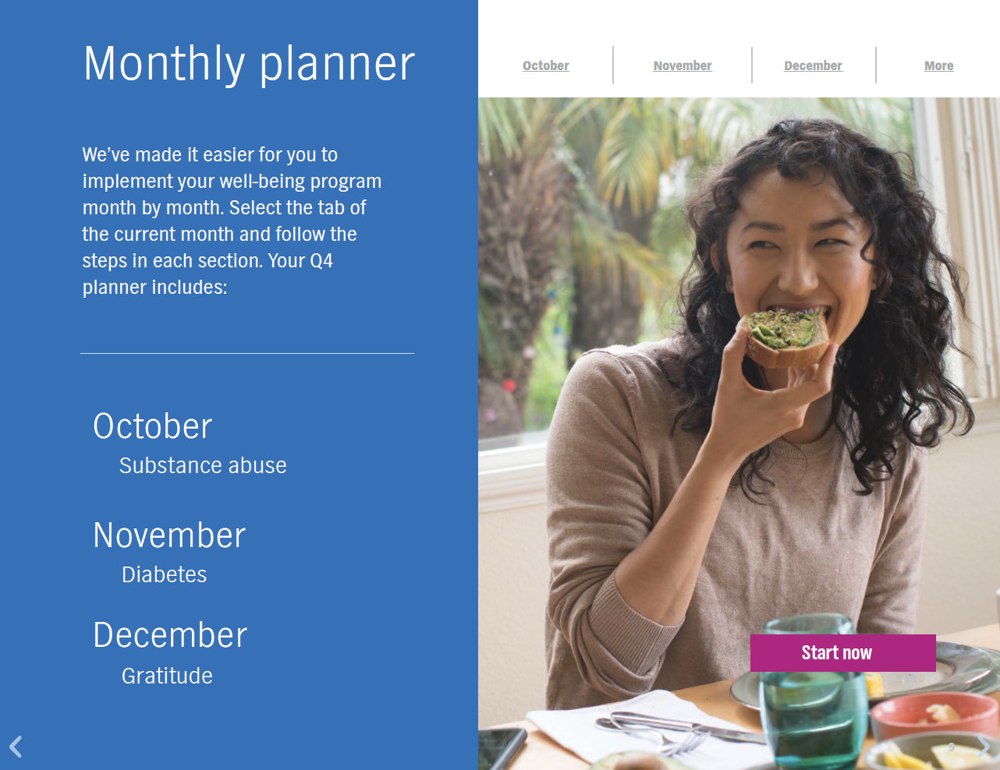 Monthly planner
We’ve made it easier for you to
implement your well-being program
month by month. Select the tab of
the current month and follow the
steps in each section. Your Q4
planner includes:
October
Substance abuse
November
Diabetes
December
Gratitude
October
November
December
More
Start now
9